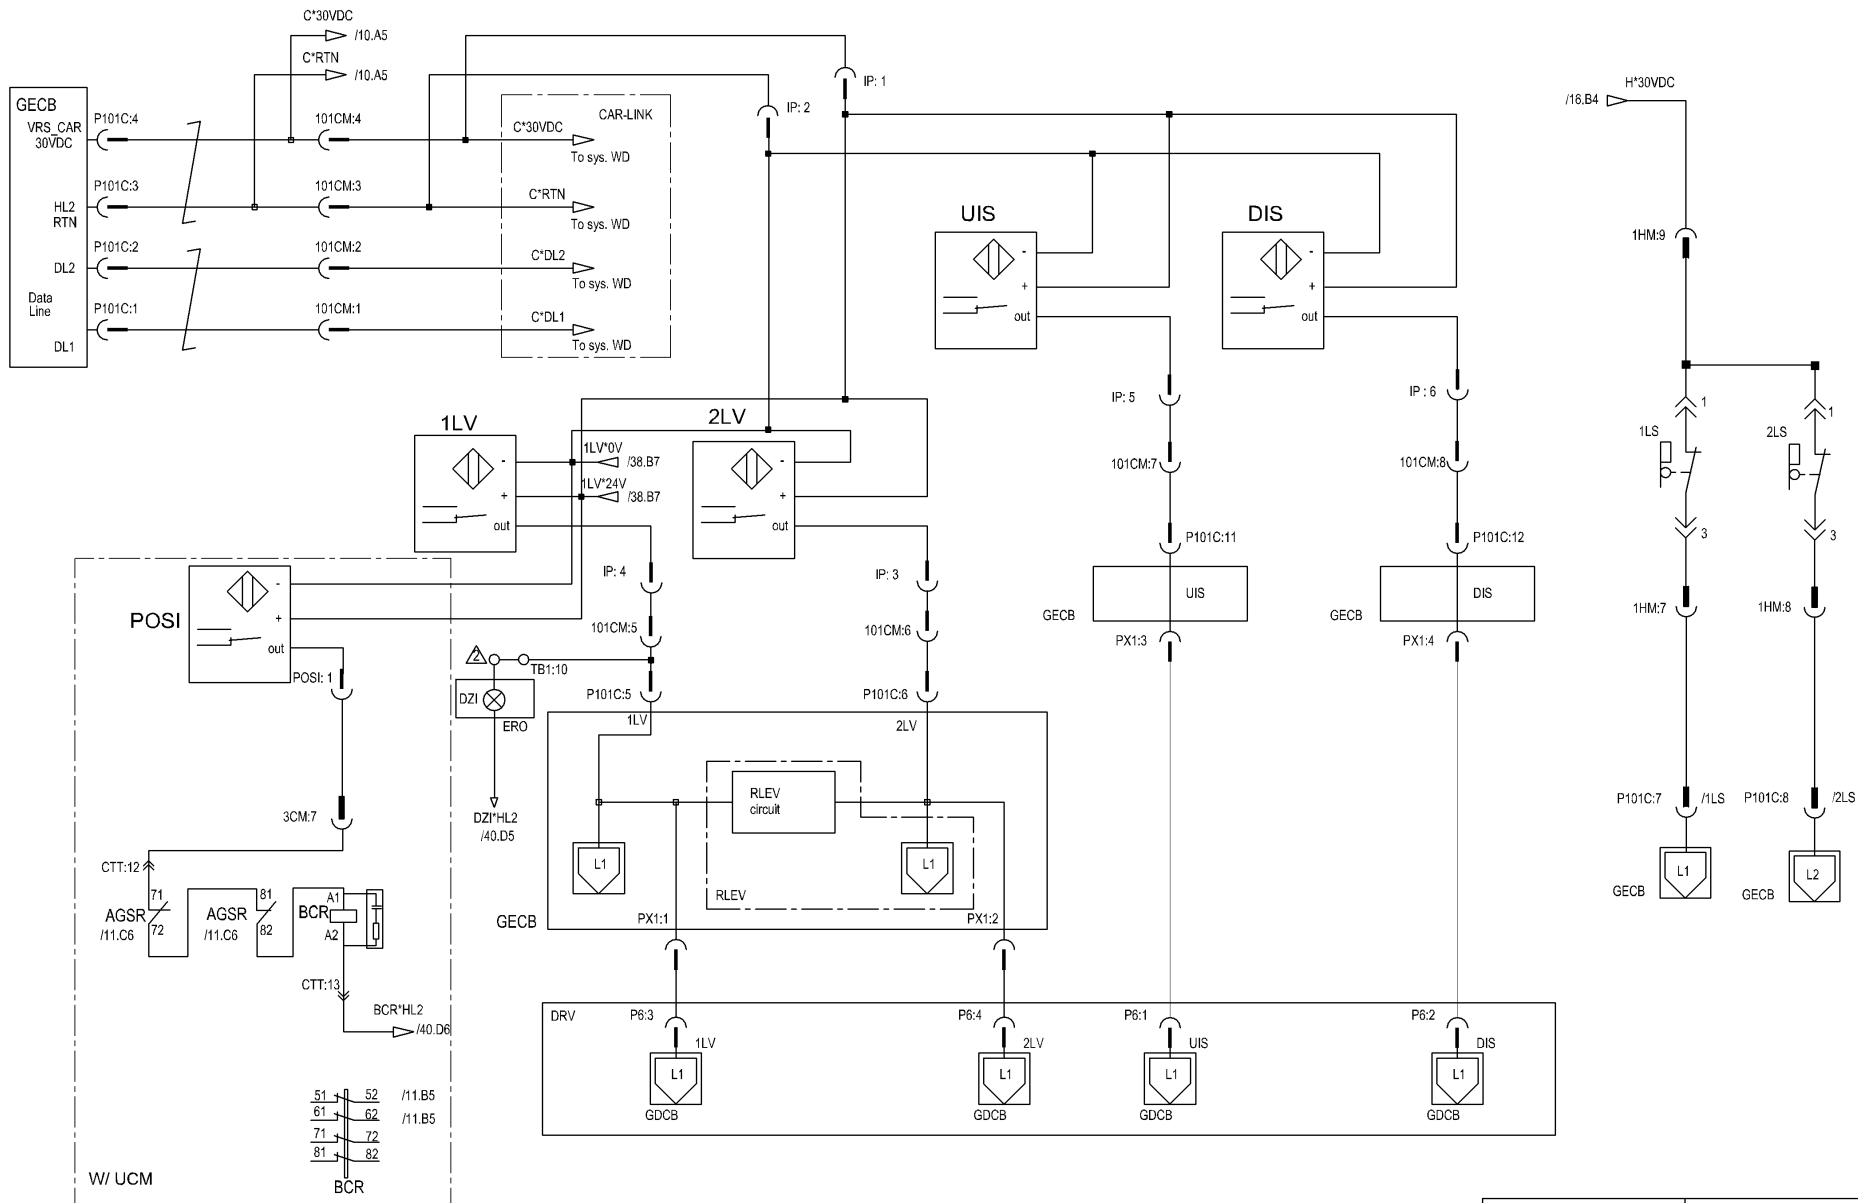 C*30VDC
/10.A5
C*RTN
/10.A5
GECB
VRS_CAR
30VDC
HL2
RTN
DL2
Data
Line
DL1
P101C:4
P101C:3
P101C:2
P101C:1
101CM:4
101CM:3
101CM:2
101CM:1
CAR-LINK
C*30VDC
To sys. WD
C*RTN
To sys. WD
C*DL2
To sys. WD
C*DL1
To sys. WD
IP: 1
IP: 2
UIS
-
+
out
DIS
-
+
out
H*30VDC
/16.B4
1HM:9
1LV
-
+
out
1LV*0V
/38.B7
1LV*24V
/38.B7
2LV
-
+
out
IP: 5
101CM:7
P101C:11
UIS
GECB
PX1:3
IP : 6
101CM:8
P101C:12
DIS
GECB
PX1:4
1
1LS
3
1HM:7
P101C:7
/1LS
L1
GECB
1
2LS
3
1HM:8
P101C:8
/2LS
L2
GECB
POSI
-
+
out
POSI: 1
3CM:7
CTT:12
71
AGSR
/11.C6
72
81
AGSR
/11.C6
82
A1
BCR
A2
CTT:13
BCR*HL2
/40.D6
51 52 /11.B5
61 62 /11.B5
71 72
81 82
BCR
W/ UCM
IP: 4
101CM:5
2
TB1:10
DZI
ERO
DZI*HL2
/40.D5
P101C:5
1LV
IP: 3
101CM:6
P101C:6
2LV
RLEV
circuit
L1
L1
RLEV
GECB
PX1:1
PX1:2
DRV
P6:3
1LV
L1
GDCB
P6:4
2LV
L1
GDCB
P6:1
UIS
L1
GDCB
P6:2
DIS
L1
GDCB